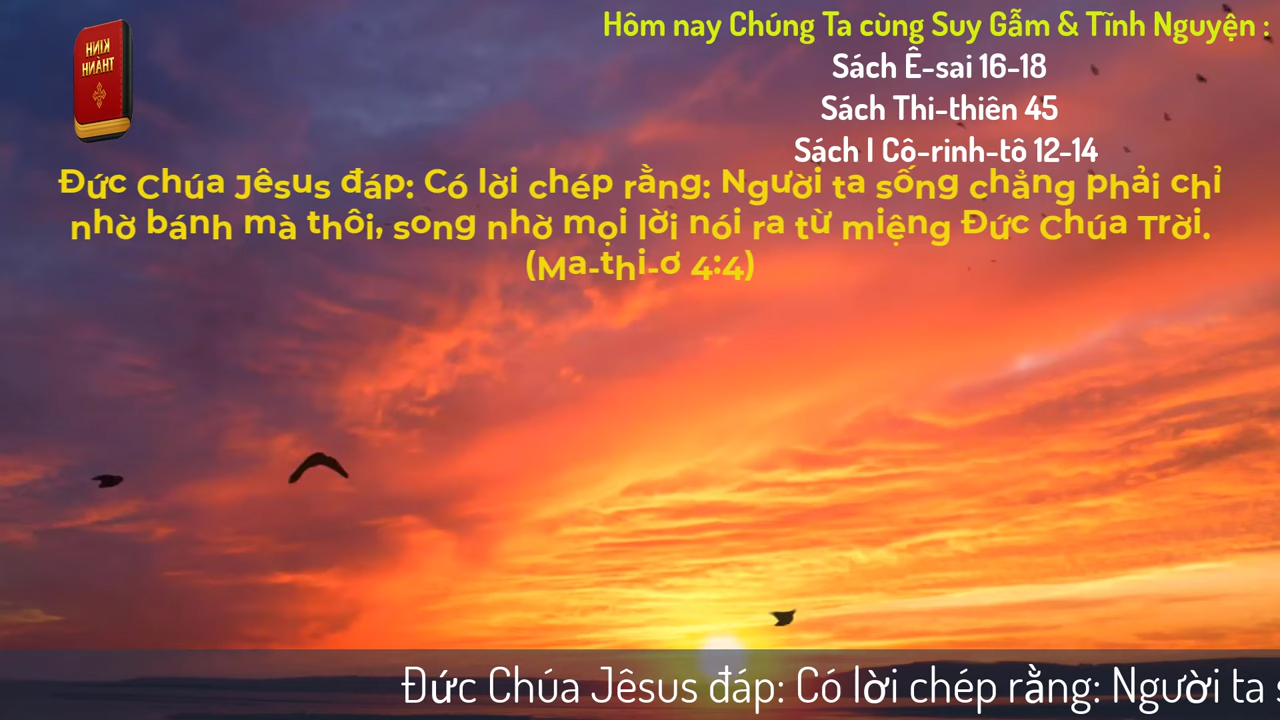 KINH
THÁNH
Hôm nay Chúng Ta cùng Suy Gẫm & Tĩnh Nguyện :
Sách Ê-sai 16-18
Sách Thi-thiên 45
Sách I Cô-rinh-tô 12-14
Đức Chúa Jêsus đáp: Có lời chép rằng: Người ta sống chẳng phải chỉ
nhờ bánh mà thôi, song nhờ mọi lời nói ra từ miệng Đức Chúa Trời.
(Ma-thi-ơ 4:4)
Đức Chúa Jêsus đáp: Có lời chép rằng: Người ta